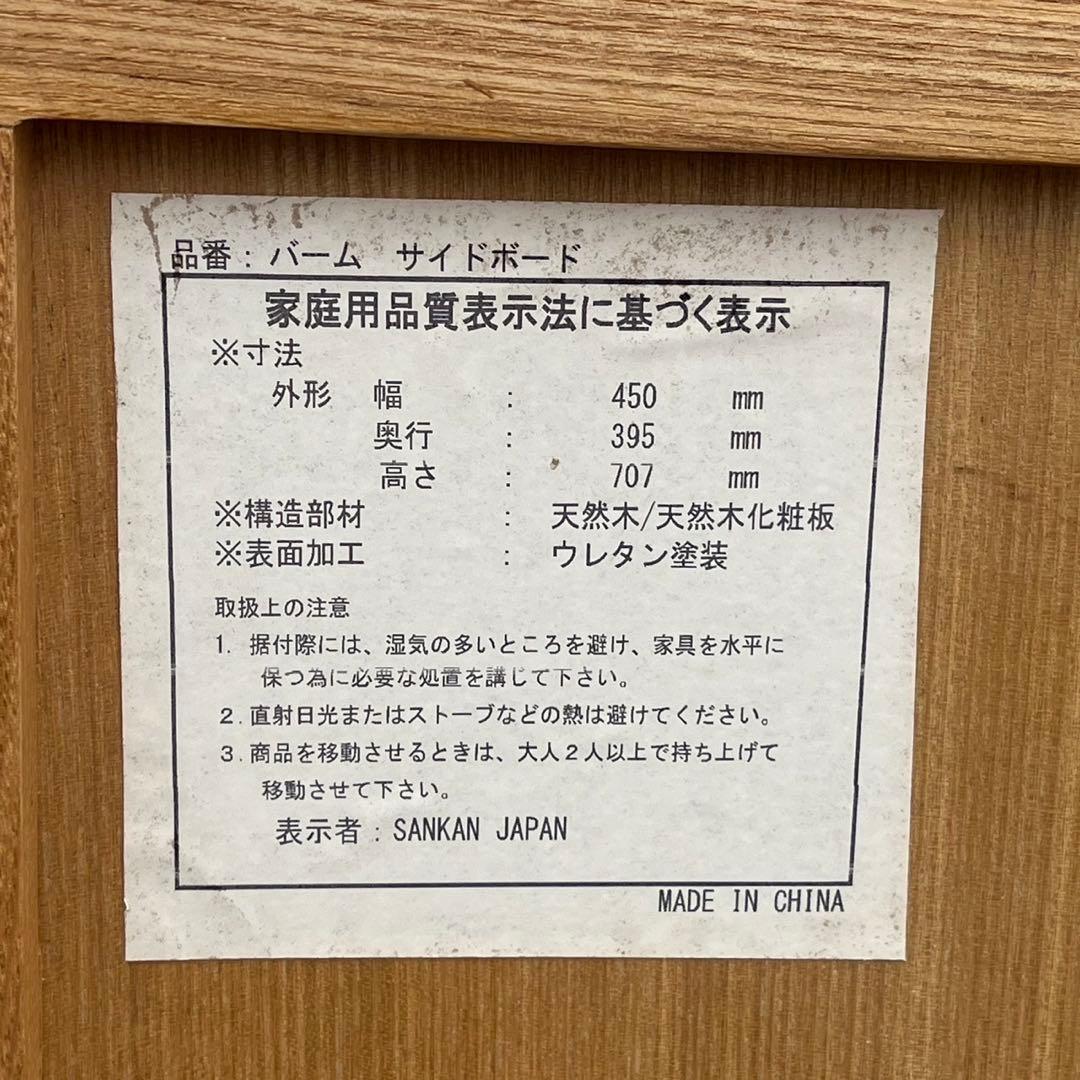 品番：バーム　サイドボード
家庭用品質表示法に基づく表示
※寸法
外形　幅　：　450　mm
奥行　：　395　mm
高さ　：　707　mm
※構造部材　：　天然木/天然木化粧板
※表面加工　：　ウレタン塗装
取扱上の注意
1. 据付際には、湿気の多いところを避け、家具を水平に
保つ為に必要な処置を講じて下さい。
2. 直射日光またはストーブなどの熱は避けてください。
3. 商品を移動させるときは、大人２人以上で持ち上げて
移動させて下さい。
表示者：SANKAN JAPAN
MADE IN CHINA